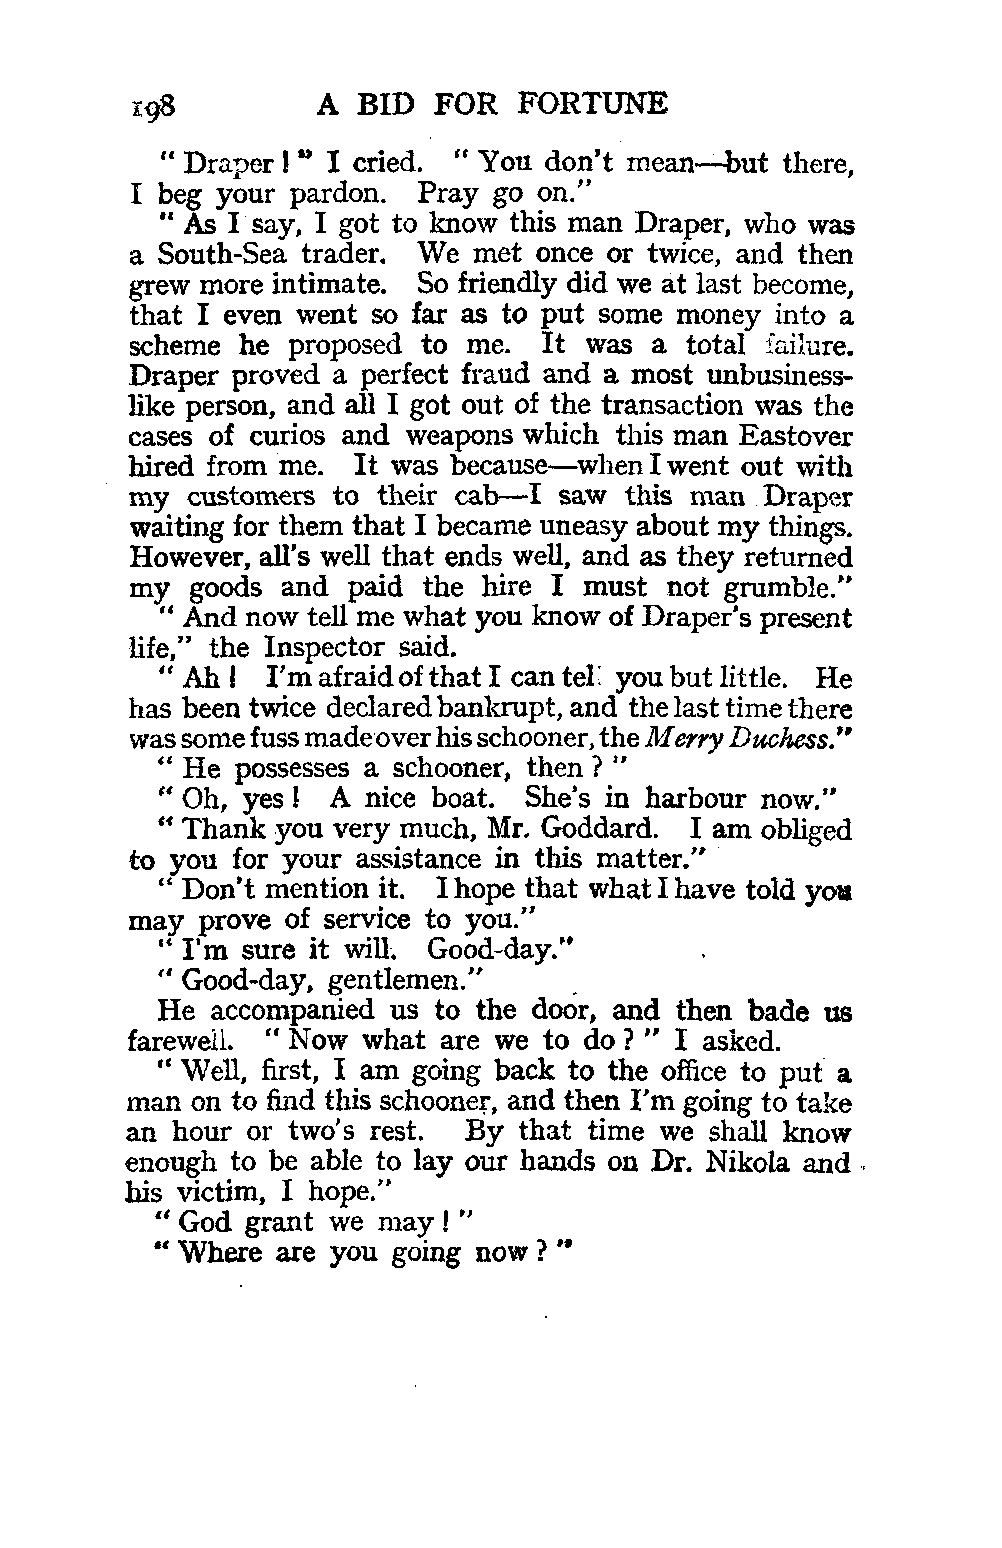 198 A BID FOR FORTUNE
" Draper ! " I cried. " You don't mean—but there,
I beg your pardon. Pray go on."
" As I say, I got to know this man Draper, who was
a South-Sea trader. We met once or twice, and then
grew more intimate. So friendly did we at last become,
that I even went so far as to put some money into a
scheme he proposed to me. It was a total failure.
Draper proved a perfect fraud and a most unbusiness-
like person, and all I got out of the transaction was the
cases of curios and weapons which this man Eastover
hired from me. It was because—when I went out with
my customers to their cab—I saw this man Draper
waiting for them that I became uneasy about my things.
However, all's well that ends well, and as they returned
my goods and paid the hire I must not grumble."
" And now tell me what you know of Draper's present
life," the Inspector said.
" Ah ! I'm afraid of that I can tell you but little. He
has been twice declared bankrupt, and the last time there
was some fuss made over his schooner, the Merry Duchess."
" He possesses a schooner, then ? "
" Oh, yes ! A nice boat. She's in harbour now."
" Thank you very much, Mr. Goddard. I am obliged
to you for your assistance in this matter."
" Don't mention it. I hope that what I have told you
may prove of service to you."
" I'm sure it will. Good-day."
" Good-day, gentlemen."
He accompanied us to the door, and then bade us
farewell. " Now what are we to do ? " I asked.
" Well, first, I am going back to the office to put a
man on to find this schooner, and then I'm going to take
an hour or two's rest. By that time we shall know
enough to be able to lay our hands on Dr. Nikola and
his victim, I hope."
" God grant we may ! "
" Where are you going now ? "